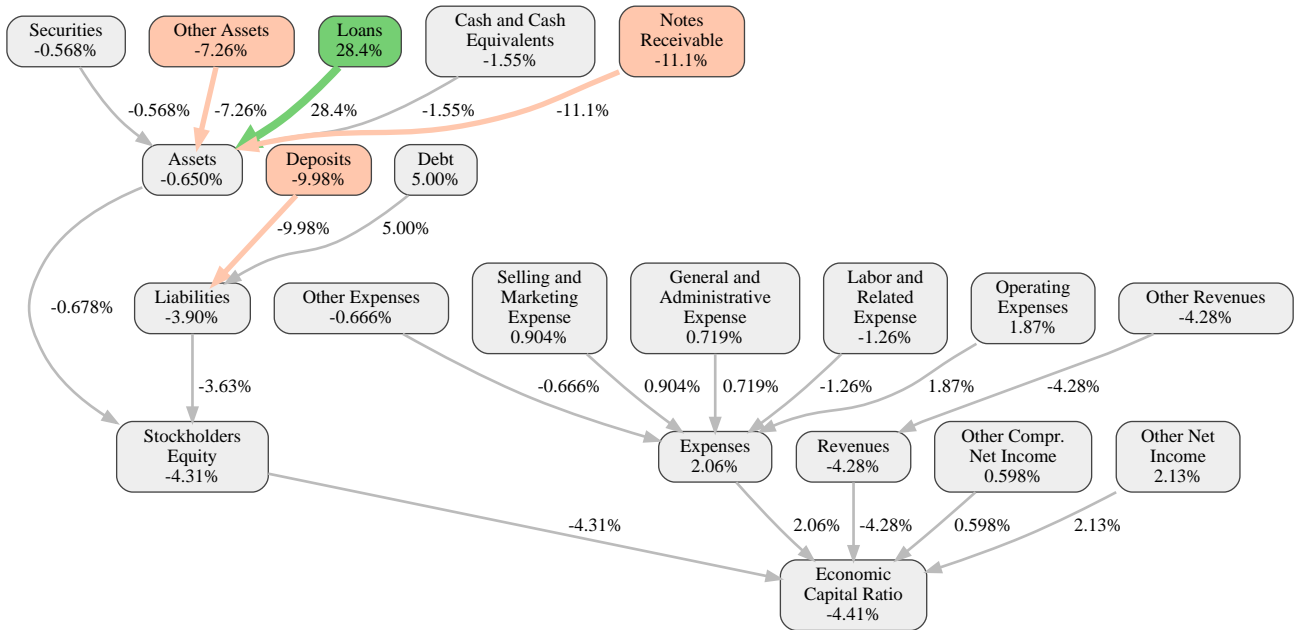 Securities
-0.568%
Other Assets
-7.26%
Loans
28.4%
Cash and Cash
Equivalents
-1.55%
Notes
Receivable
-11.1%
-0.568%
-7.26%
28.4%
-1.55%
-11.1%
Assets
-0.650%
Deposits
-9.98%
Debt
5.00%
-9.98%
5.00%
-0.678%
Liabilities
-3.90%
Other Expenses
-0.666%
Selling and
Marketing
Expense
0.904%
General and
Administrative
Expense
0.719%
Labor and
Related
Expense
-1.26%
Operating
Expenses
1.87%
Other Revenues
-4.28%
-3.63%
-0.666%
0.904%
0.719%
-1.26%
1.87%
-4.28%
Stockholders
Equity
-4.31%
Expenses
2.06%
Revenues
-4.28%
Other Compr.
Net Income
0.598%
Other Net
Income
2.13%
-4.31%
2.06%
-4.28%
0.598%
2.13%
Economic
Capital Ratio
-4.41%